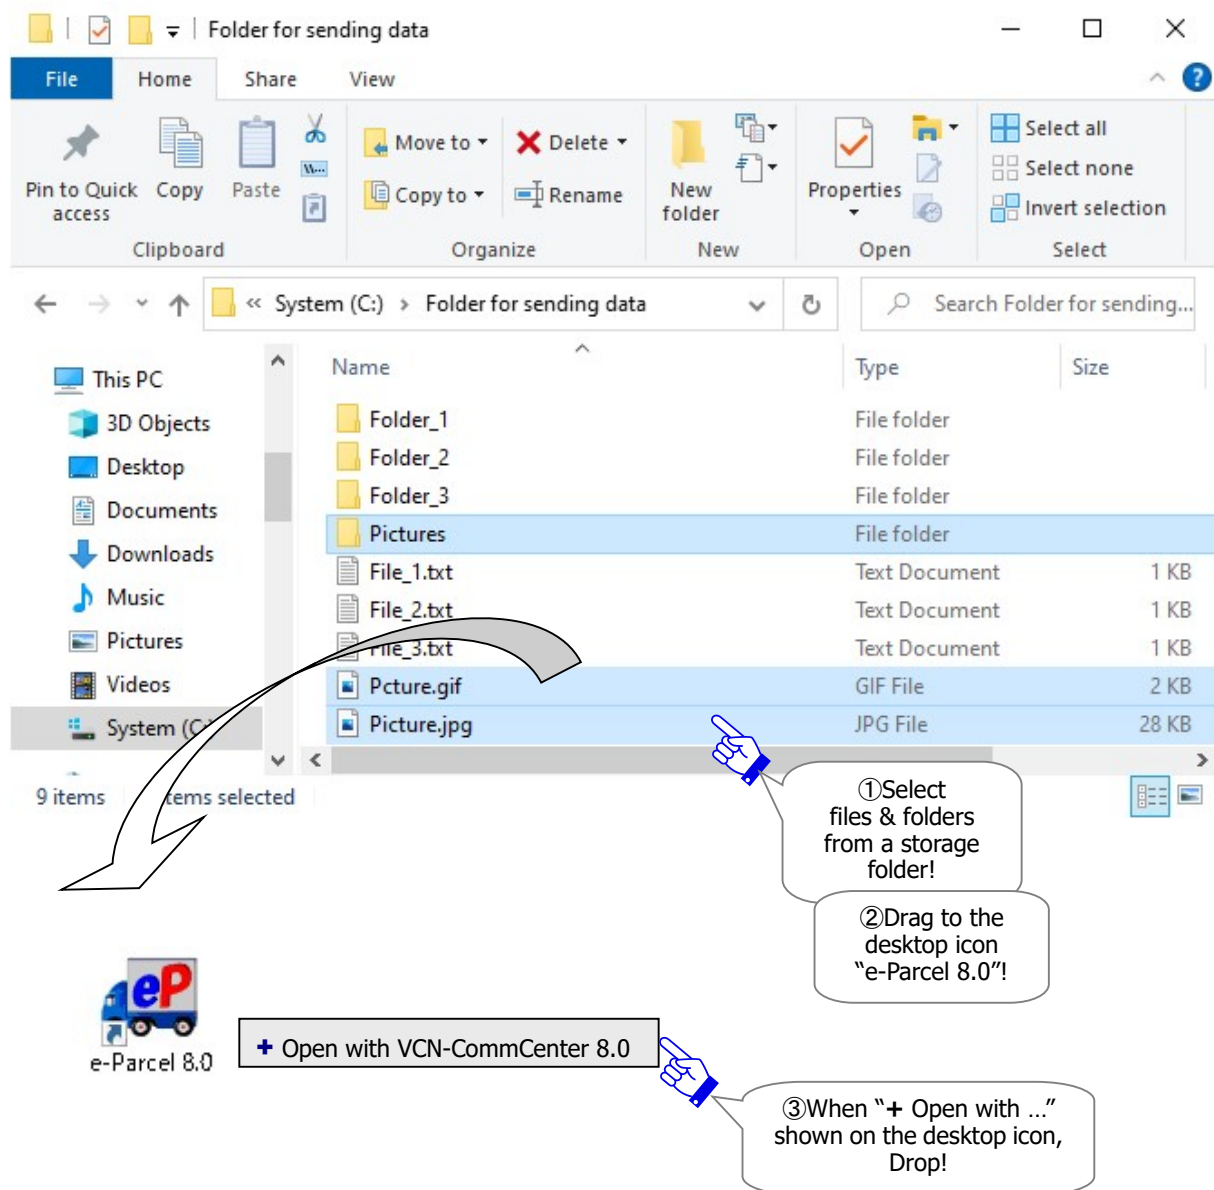 Folder for sending data
File Home Share View
Pin to Quick access Copy Paste
Move to Copy to
Delete Rename
New folder
Properties
Select all
Select none
Invert selection
Clipboard Organize New Open Select
« System (C:) > Folder for sending data
Search Folder for sending...
This PC
3D Objects
Desktop
Documents
Downloads
Music
Pictures
Videos
System (C
Name Type Size
Folder_1 File folder
Folder_2 File folder
Folder_3 File folder
Pictures File folder
File_1.txt Text Document 1 KB
File_2.txt Text Document 1 KB
File_3.txt Text Document 1 KB
Pcture.gif GIF File 2 KB
Picture.jpg JPG File 28 KB
9 items tems selected
①Select
files & folders
from a storage
folder!
②Drag to the
desktop icon
“e-Parcel 8.0”!
eP
e-Parcel 8.0
+ Open with VCN-CommCenter 8.0
③When “+ Open with …”
shown on the desktop icon,
Drop!